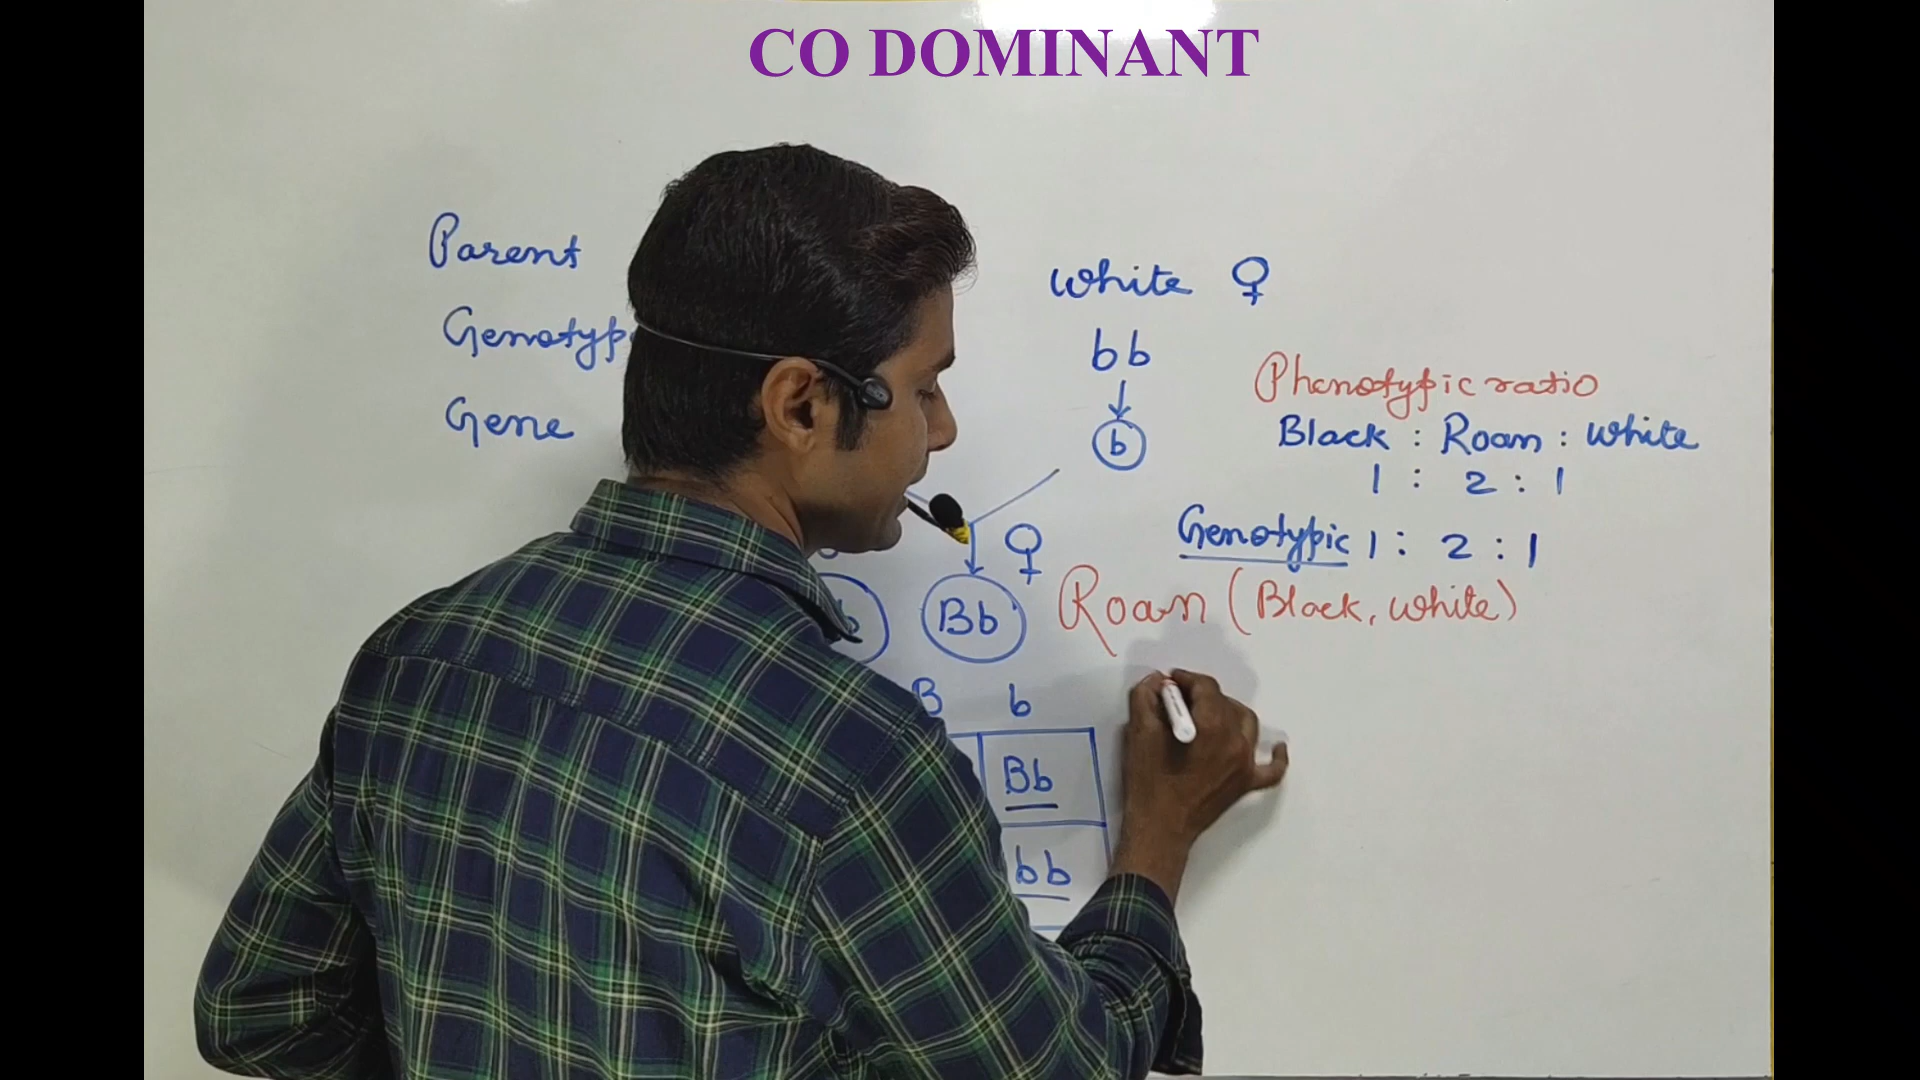 CO DOMINANT
Parent
white ♀
Genotyp
bb
Phenotypic ratio
Gene
b
Black : Roan : white
1 : 2 : 1
Genotypic 1 : 2 : 1
♀
Bb
Roan (Black, white)
B b
Bb
bb